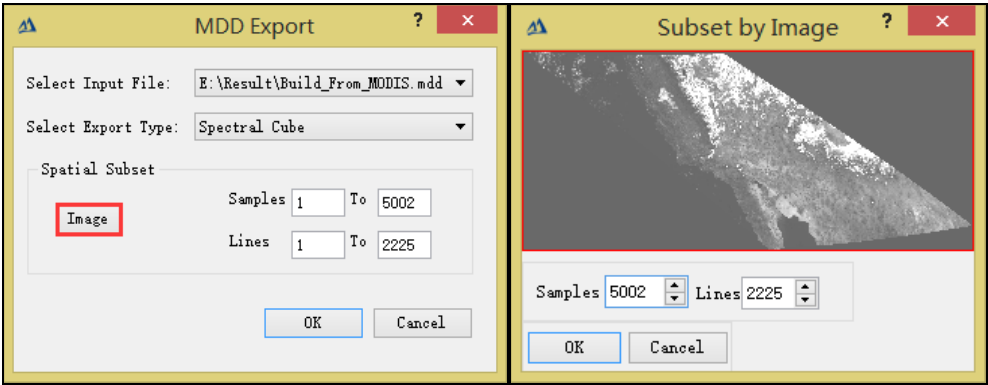 MDD Export
?
×
Select Input File: E:\Result\Build_From_MODIS.mdd
Select Export Type: Spectral Cube
Spatial Subset
Image
Samples 1 To 5002
Lines 1 To 2225
OK Cancel
Subset by Image
?
×
Samples 5002 Lines 2225
OK Cancel